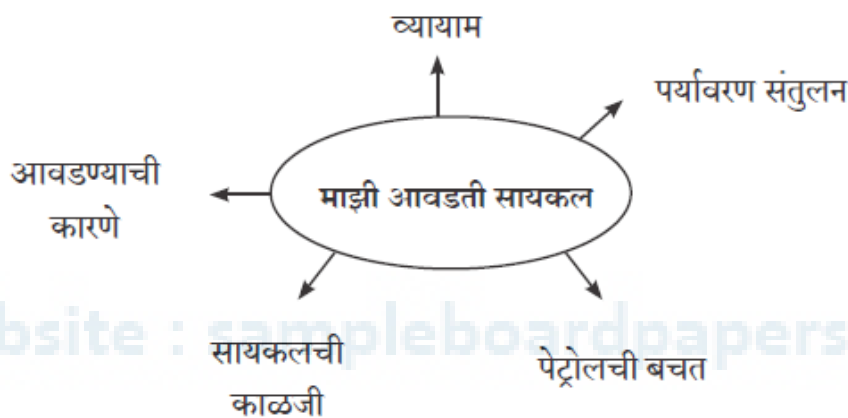 व्यायाम
पर्यावरण संतुलन
आवडण्याची
कारणे
माझी आवडती सायकल
bsite : sampleboardpapers
सायकलची
काळजी
पेट्रोलची बचत